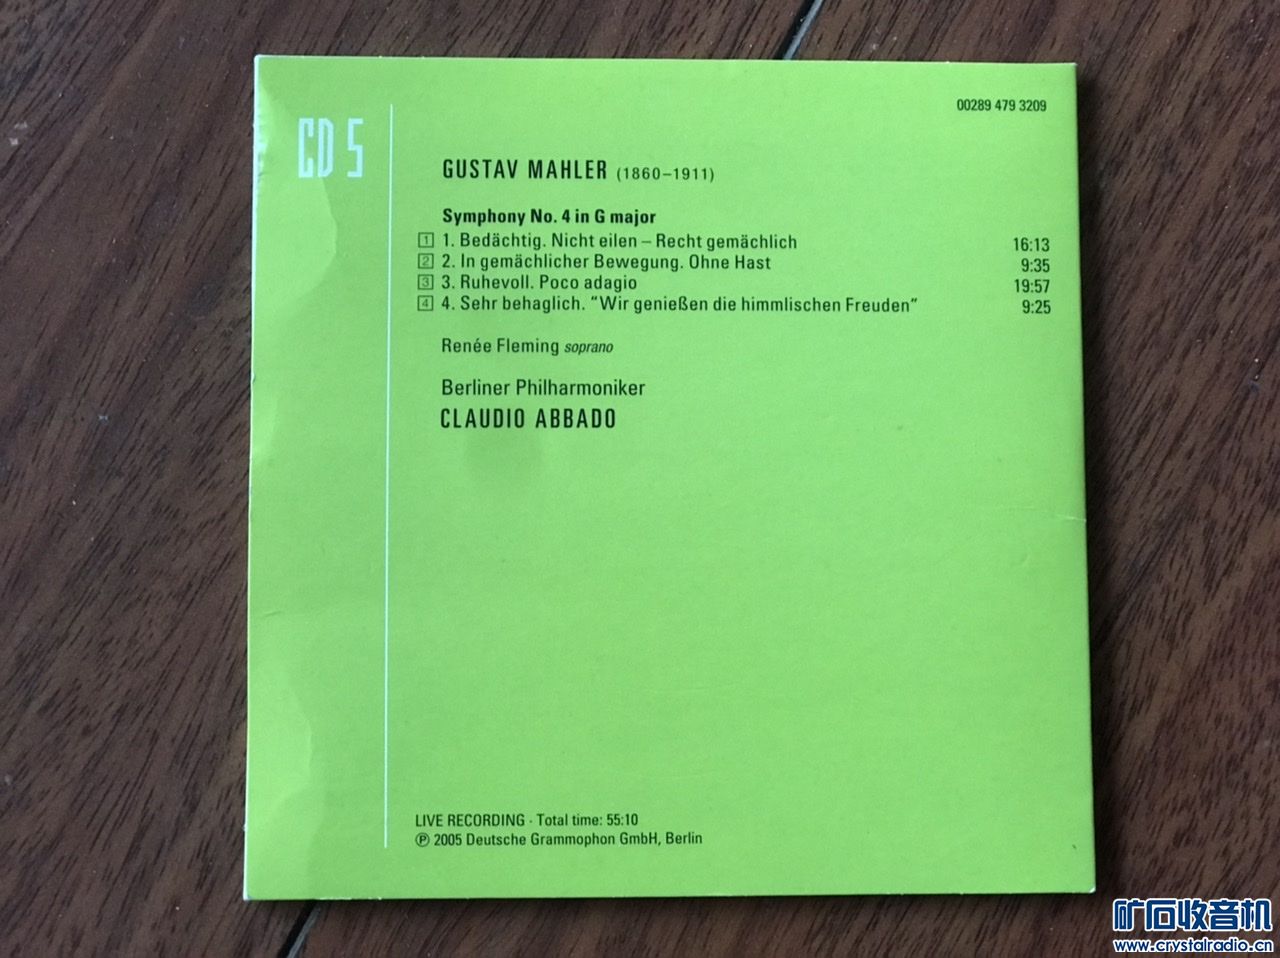 00289 479 3209
CD 5
GUSTAV MAHLER (1860–1911)
Symphony No. 4 in G major
1 1. Bedächtig. Nicht eilen – Recht gemächlich 16:13
2 2. In gemächlicher Bewegung. Ohne Hast 9:35
3 3. Ruhevoll. Poco adagio 19:57
4 4. Sehr behaglich. “Wir genießen die himmlischen Freuden” 9:25
Renée Fleming soprano
Berliner Philharmoniker
CLAUDIO ABBADO
LIVE RECORDING · Total time: 55:10
℗ 2005 Deutsche Grammophon GmbH, Berlin
矿石收音机
www.crystalradio.cn